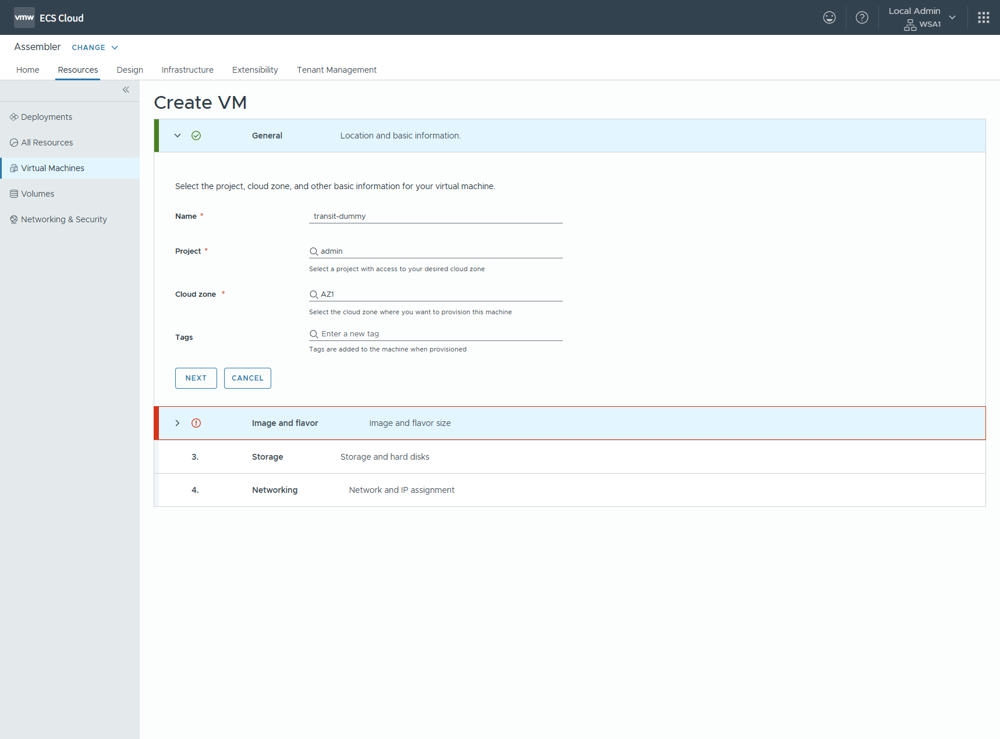 vmw ECS Cloud
Local Admin
WSA1
Assembler CHANGE
Home Resources Design Infrastructure Extensibility Tenant Management
Deployments
All Resources
Virtual Machines
Volumes
Networking & Security
Create VM
General Location and basic information.
Select the project, cloud zone, and other basic information for your virtual machine.
Name * transit-dummy
Project * admin
Select a project with access to your desired cloud zone
Cloud zone * AZ1
Select the cloud zone where you want to provision this machine
Tags Enter a new tag
Tags are added to the machine when provisioned
NEXT CANCEL
Image and flavor Image and flavor size
3. Storage Storage and hard disks
4. Networking Network and IP assignment